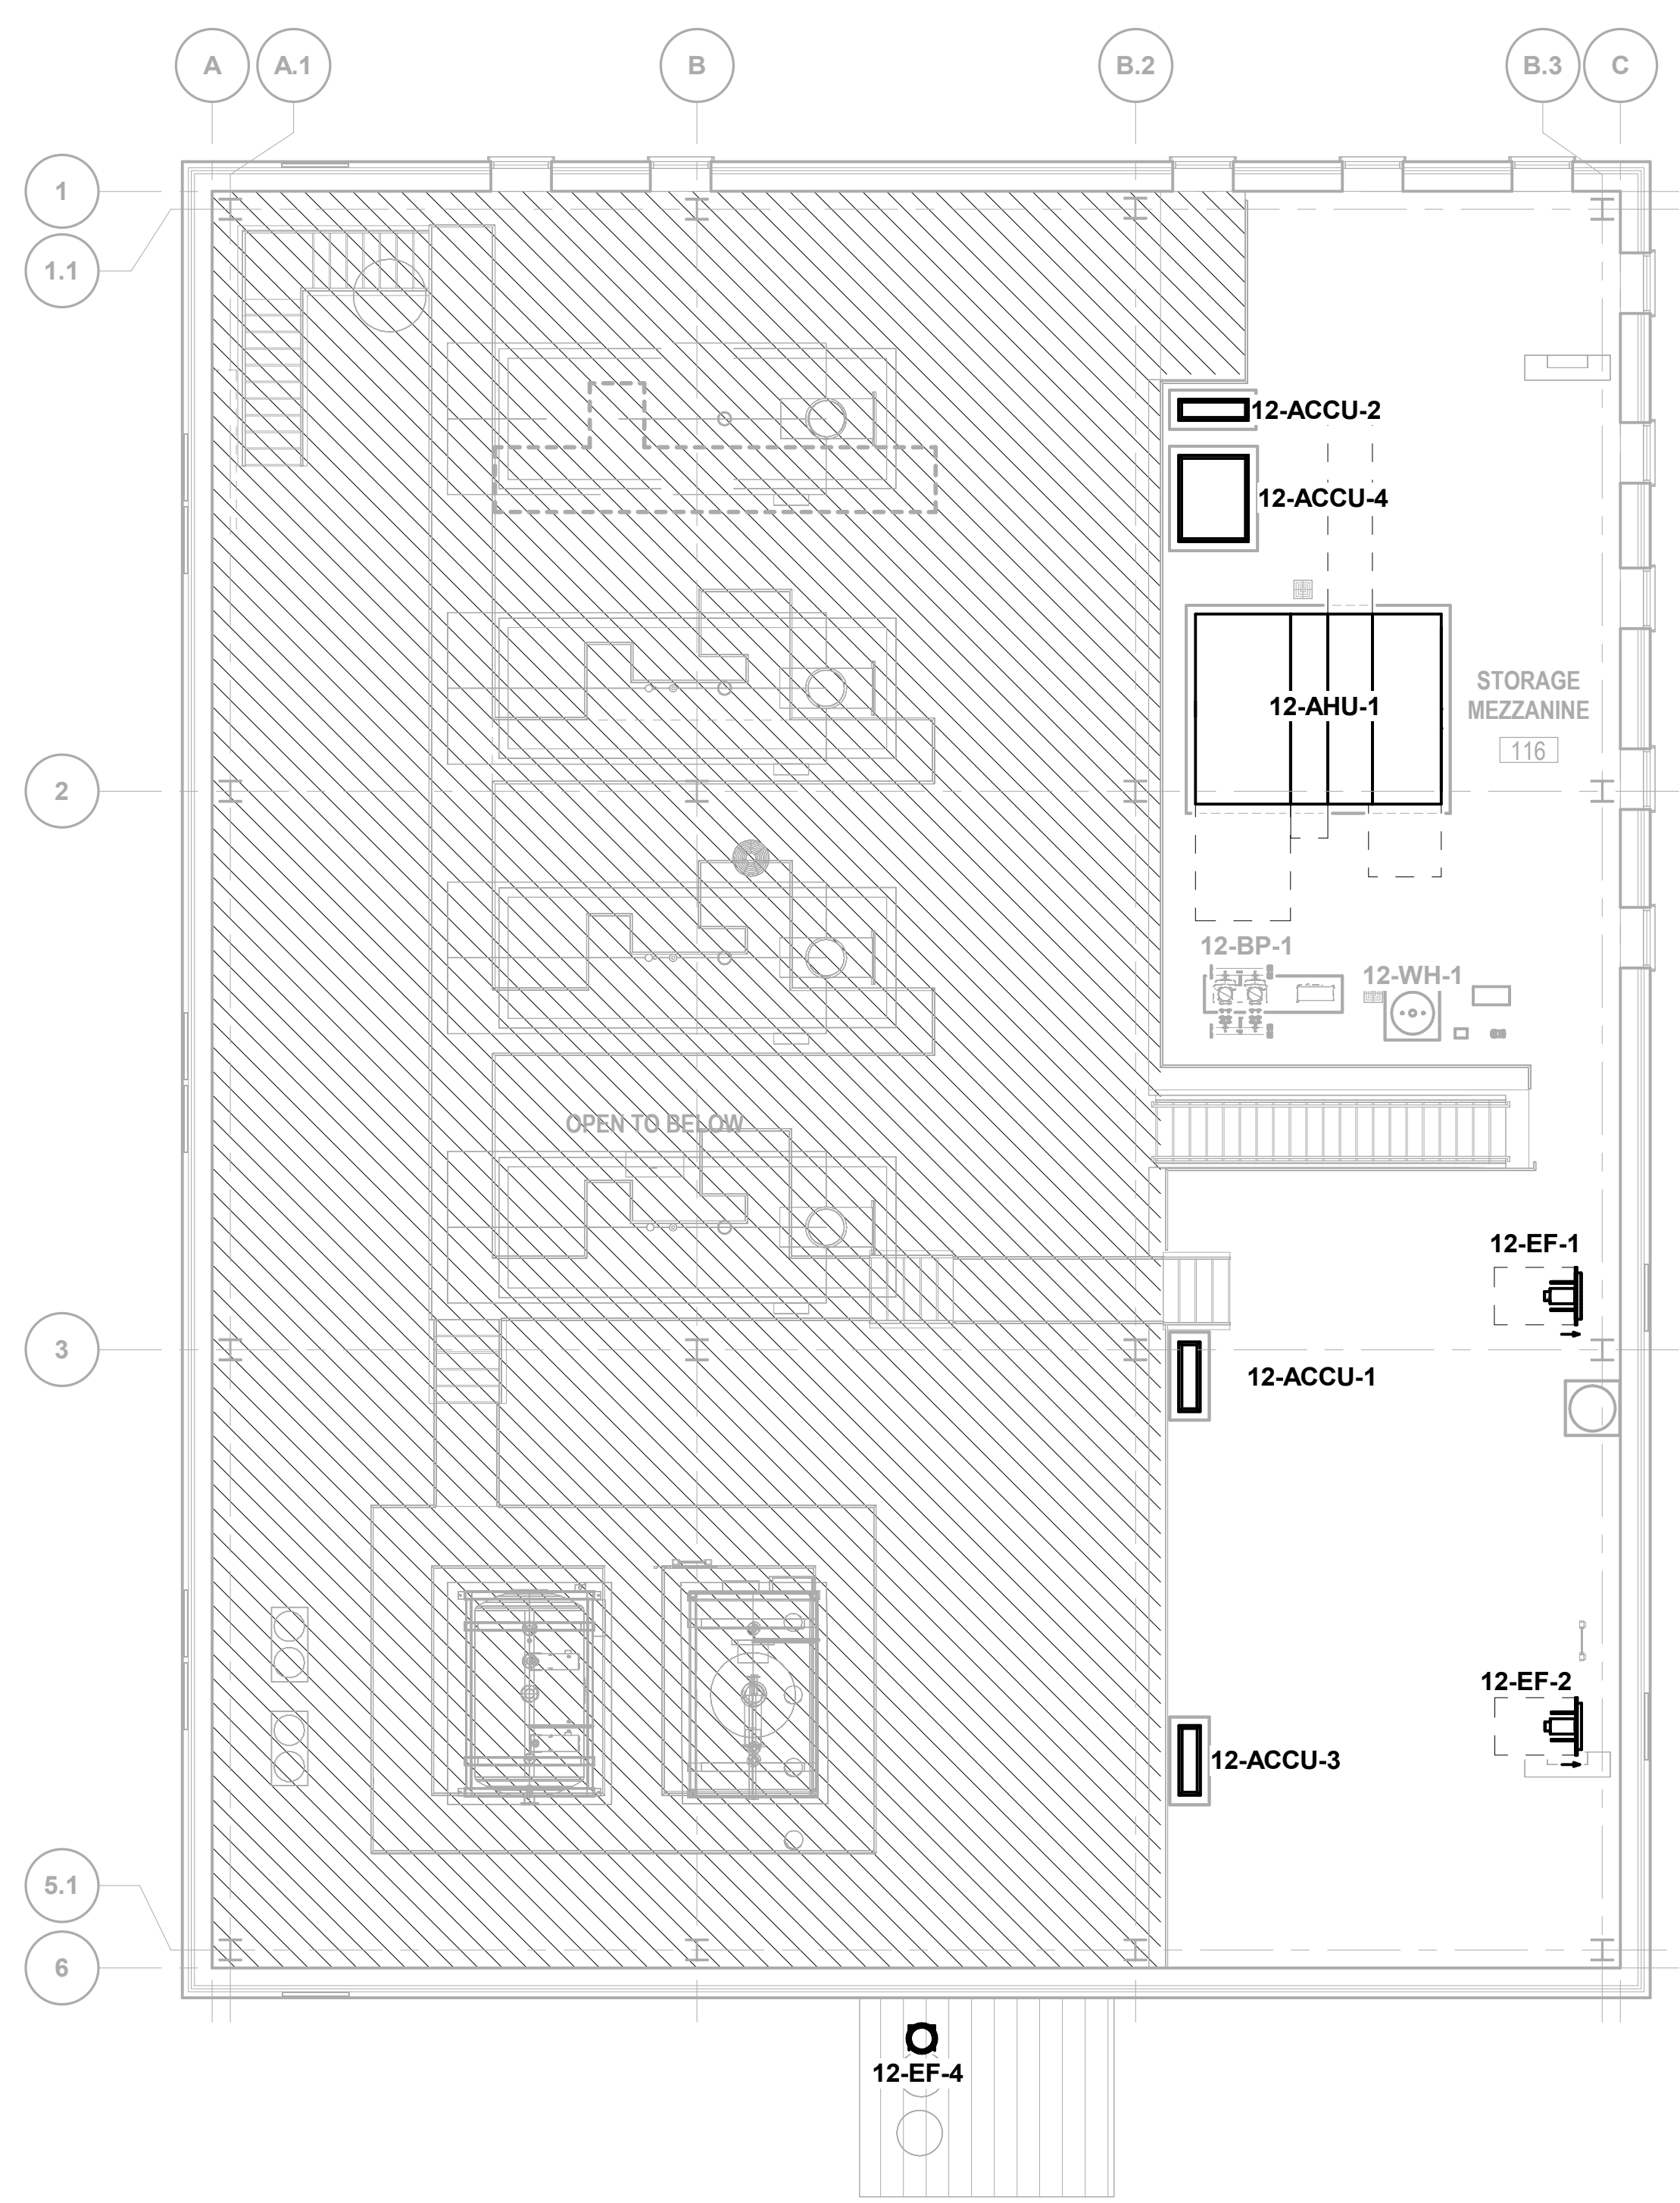 A
A.1
B
B.2
B.3
C
1
1.1
12-ACCU-2
12-ACCU-4
STORAGE
MEZZANINE
12-AHU-1
116
2
12-BP-1
12-WH-1
OPEN TO BELOW
12-EF-1
3
12-ACCU-1
12-EF-2
12-ACCU-3
5.1
6
12-EF-4